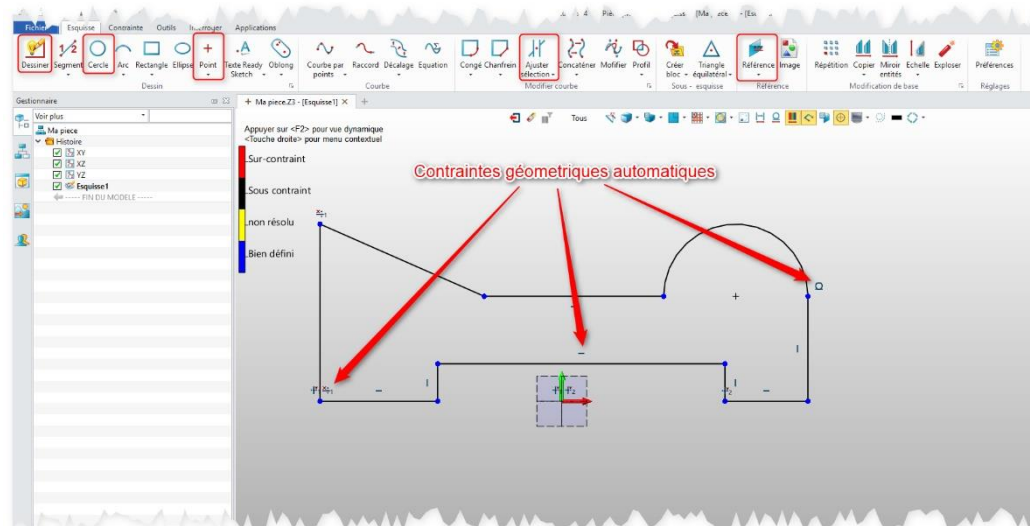 Fichier Esquisse Contrainte Outils Applications
Dessiner Segment Cercle Arc Rectangle Ellipse Point Texte Ready Sketch Oblong Courbe par points Raccord Décalage Equation Congé Chanfrein Ajuster sélection Concaténer Modifier Profil Créer bloc Triangle équilatéral Référence Image Répétition Copier Miroir entités Echelle Exploser Préférences
Dessin Courbe Modifier courbe Sous - esquisse Référence Modification de base Réglages
Gestionnaire
Ma piece.Z3 - [Esquisse1]
Voir plus
Tous
Ma piece
Histoire
XY
XZ
YZ
Esquisse1
----- FIN DU MODELE -----
Appuyer sur <F2> pour vue dynamique
<Touche droite> pour menu contextuel
Sur-contraint
Contraintes géometriques automatiques
Sous contraint
non résolu
Bien défini